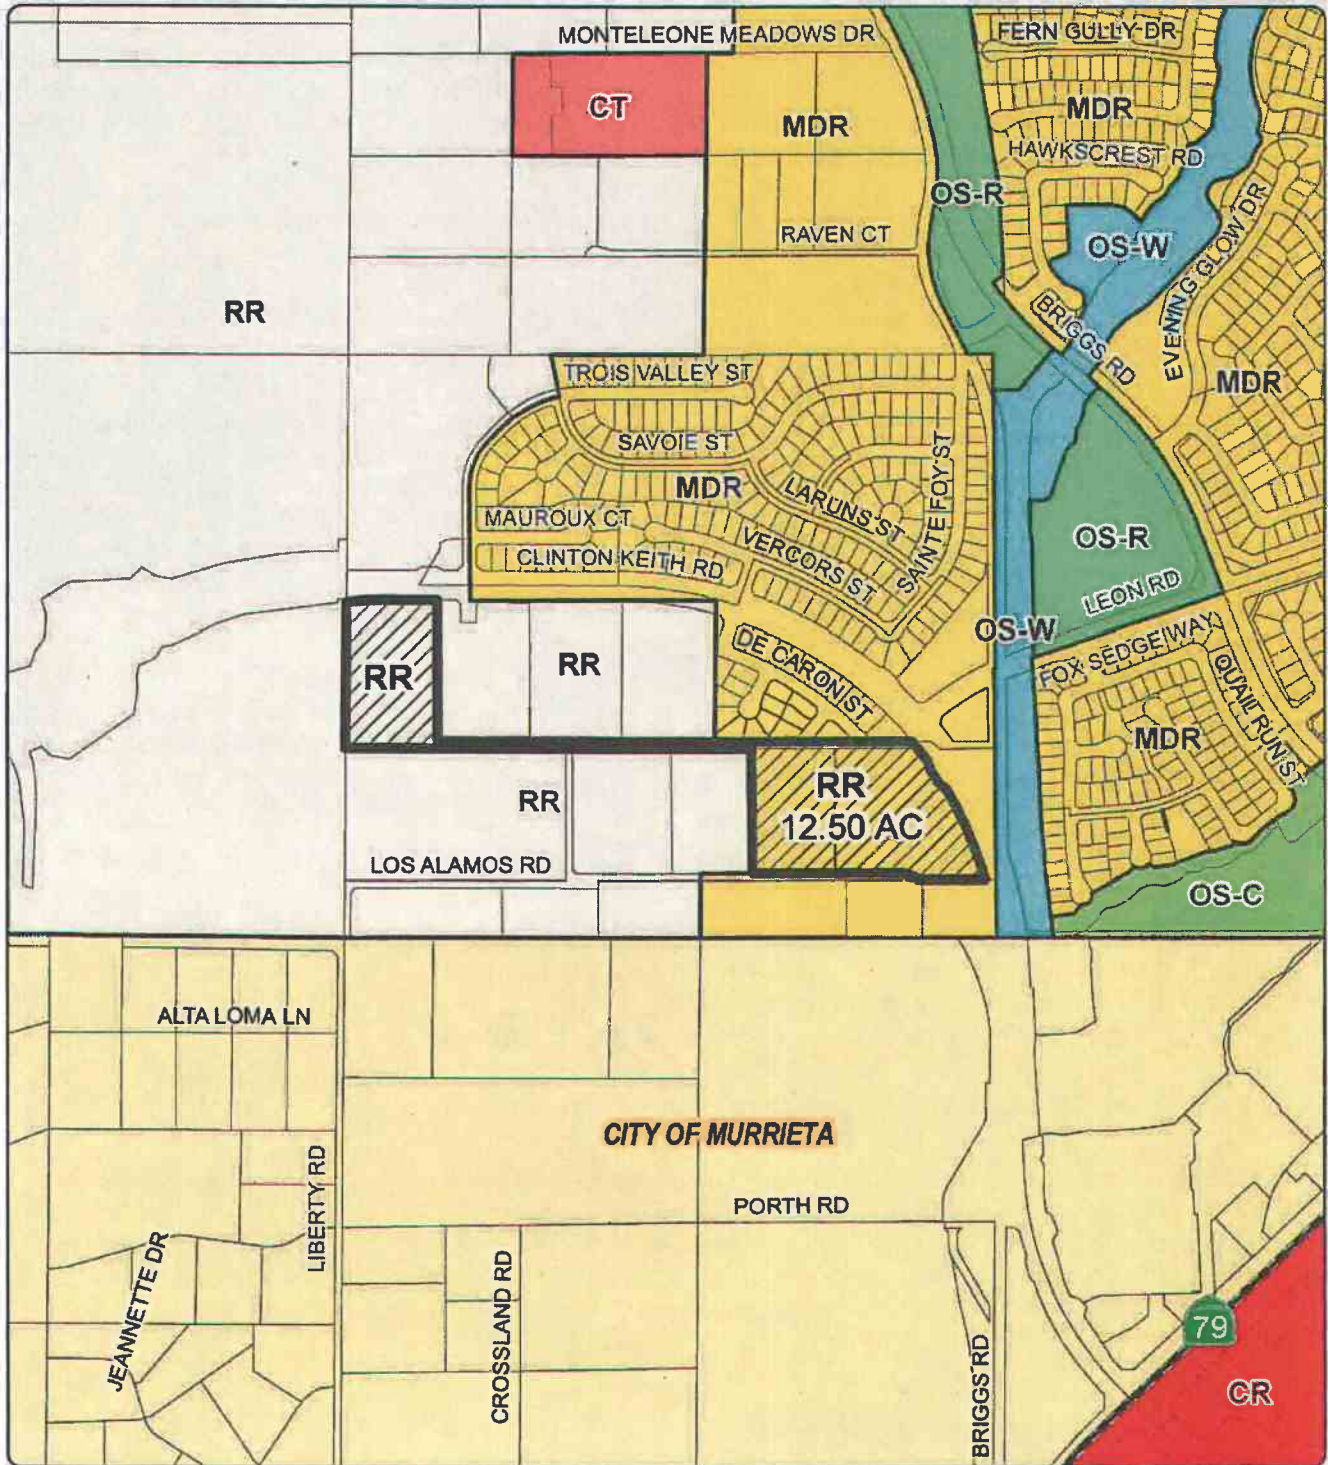 MONTELEONE MEADOWS DR
FERN GULLY DR
CT
MDR
MDR
HAWKSCREST RD
OS-R
RAVEN CT
OS-W
EVENING GLOW DR
RR
BRIGGS RD
TROIS VALLEY ST
MDR
SAVOIE ST
MDR
LARUNS ST
SAINTE FOY ST
MAUROUX CT
VERCORS ST
OS-R
CLINTON KEITH RD
LEON RD
OS-W
DE CARON ST
FOX SEDGE WAY
RR
RR
QUAIL RUN ST
MDR
RR
12.50 AC
RR
LOS ALAMOS RD
OS-C
ALTA LOMA LN
CITY OF MURRIETA
LIBERTY RD
PORTH RD
JEANNETTE DR
CROSSLAND RD
BRIGGS RD
79
CR